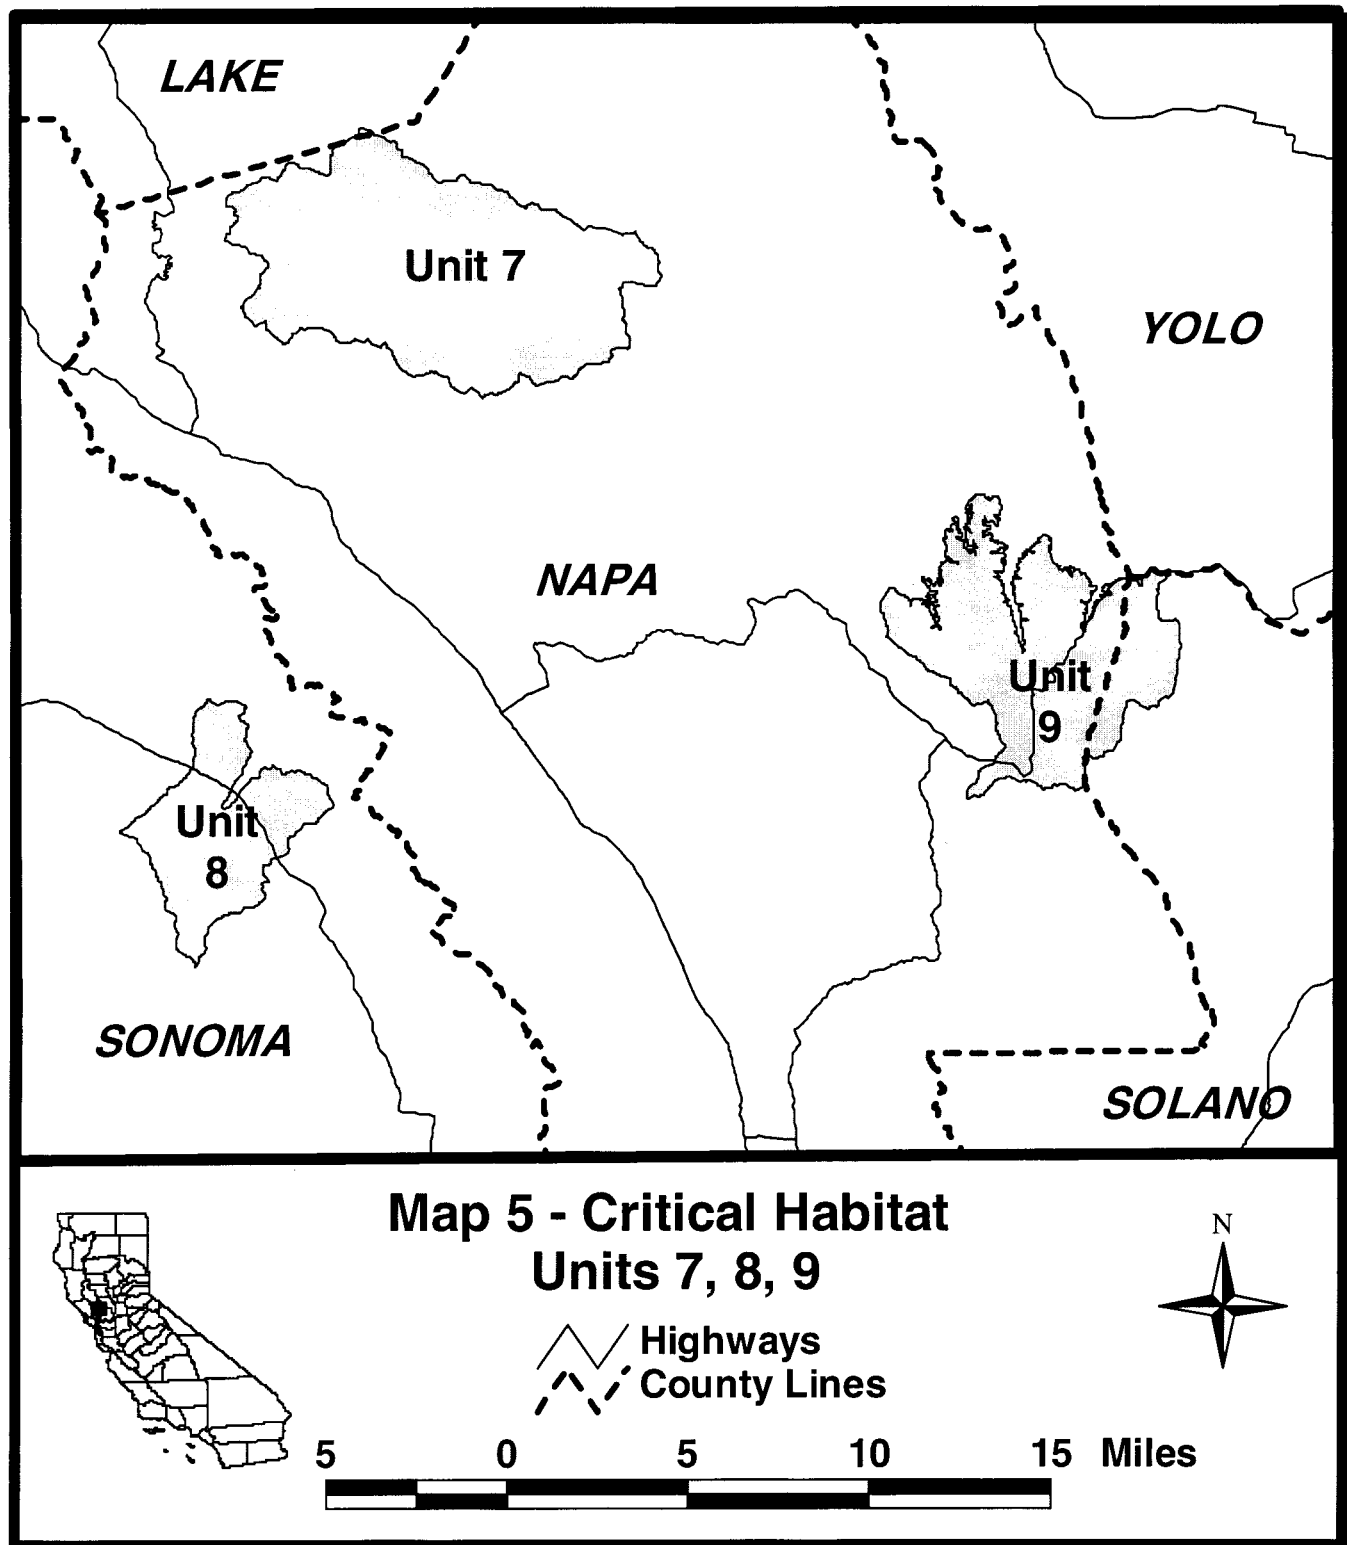 LAKE
Unit 7
YOLO
NAPA
Unit
9
Unit
8
SONOMA
SOLANO
Map 5 - Critical Habitat
Units 7, 8, 9
N
Highways
County Lines
5 0 5 10 15 Miles